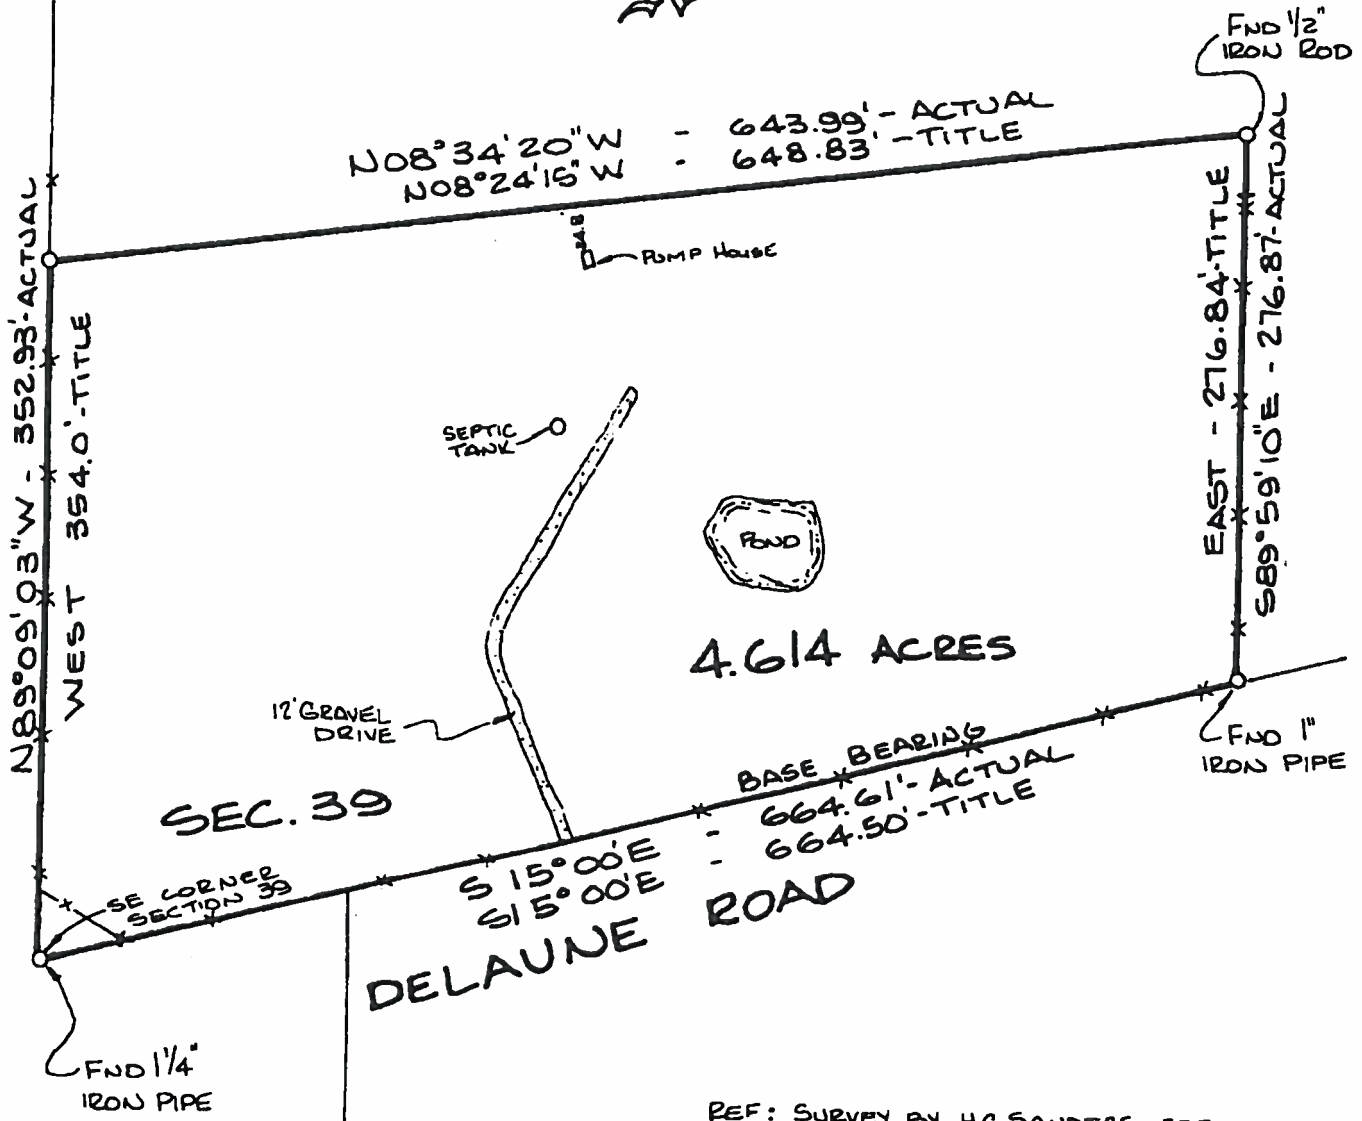 FND 1/2"
IRON ROD
N08°34'20"W - 643.99'- ACTUAL
N08°24'15"W - 648.83'-TITLE
N89°09'03"W - 352.93'-ACTUAL
WEST 354.0'-TITLE
EAST - 276.84'-TITLE
S89°59'10"E - 276.87'-ACTUAL
24.8
PUMP HOUSE
SEPTIC
TANK
POND
4.614 ACRES
12' GRAVEL
DRIVE
SEC. 39
BASE BEARING
S 15°00'E - 664.61'-ACTUAL
S15°00'E - 664.50'-TITLE
DELAUNE ROAD
SE CORNER
SECTION 39
FND 1"
IRON PIPE
FND 1 1/4"
IRON PIPE
REF: SURVEY BY H.C. SANDERS